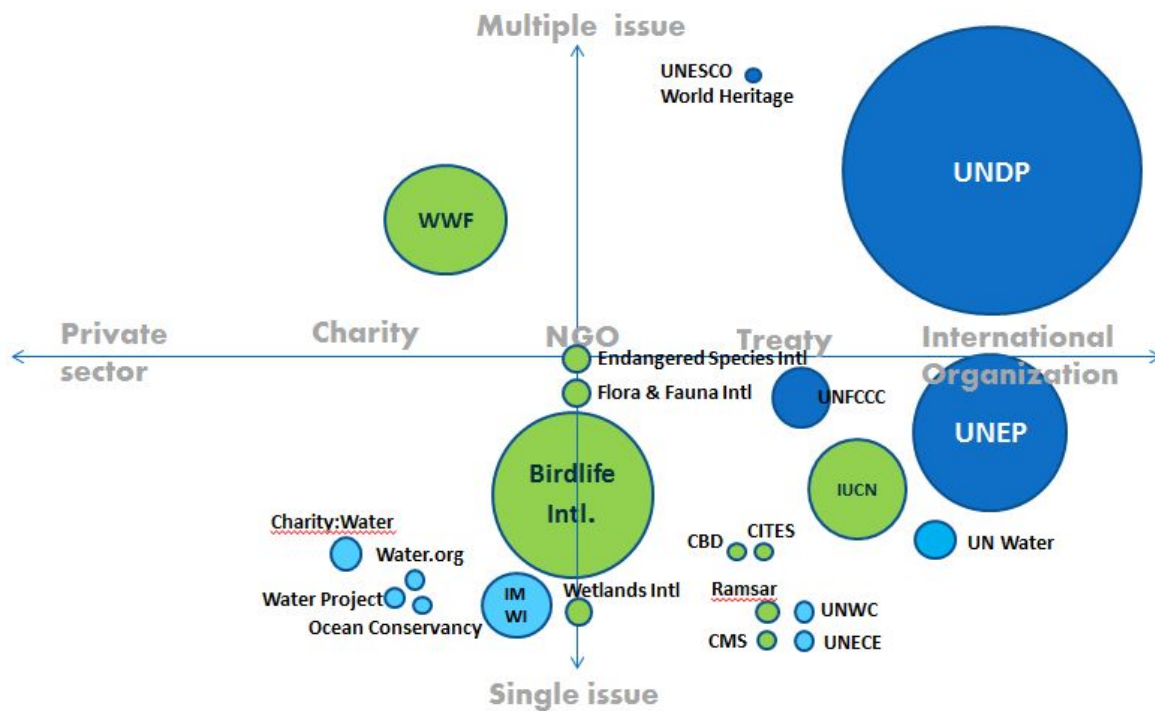 Multiple issue
UNESCO
World Heritage
UNDP
WWF
Private
sector
Charity
NGO
Treaty
International
Organization
Endangered Species Intl
Flora & Fauna Intl
UNFCCC
UNEP
Birdlife
Intl.
IUCN
Charity:Water
Water.org
Water Project
Ocean Conservancy
IM
WI
Wetlands Intl
CBD
CITES
UN Water
Ramsar
UNWC
CMS
UNECE
Single issue